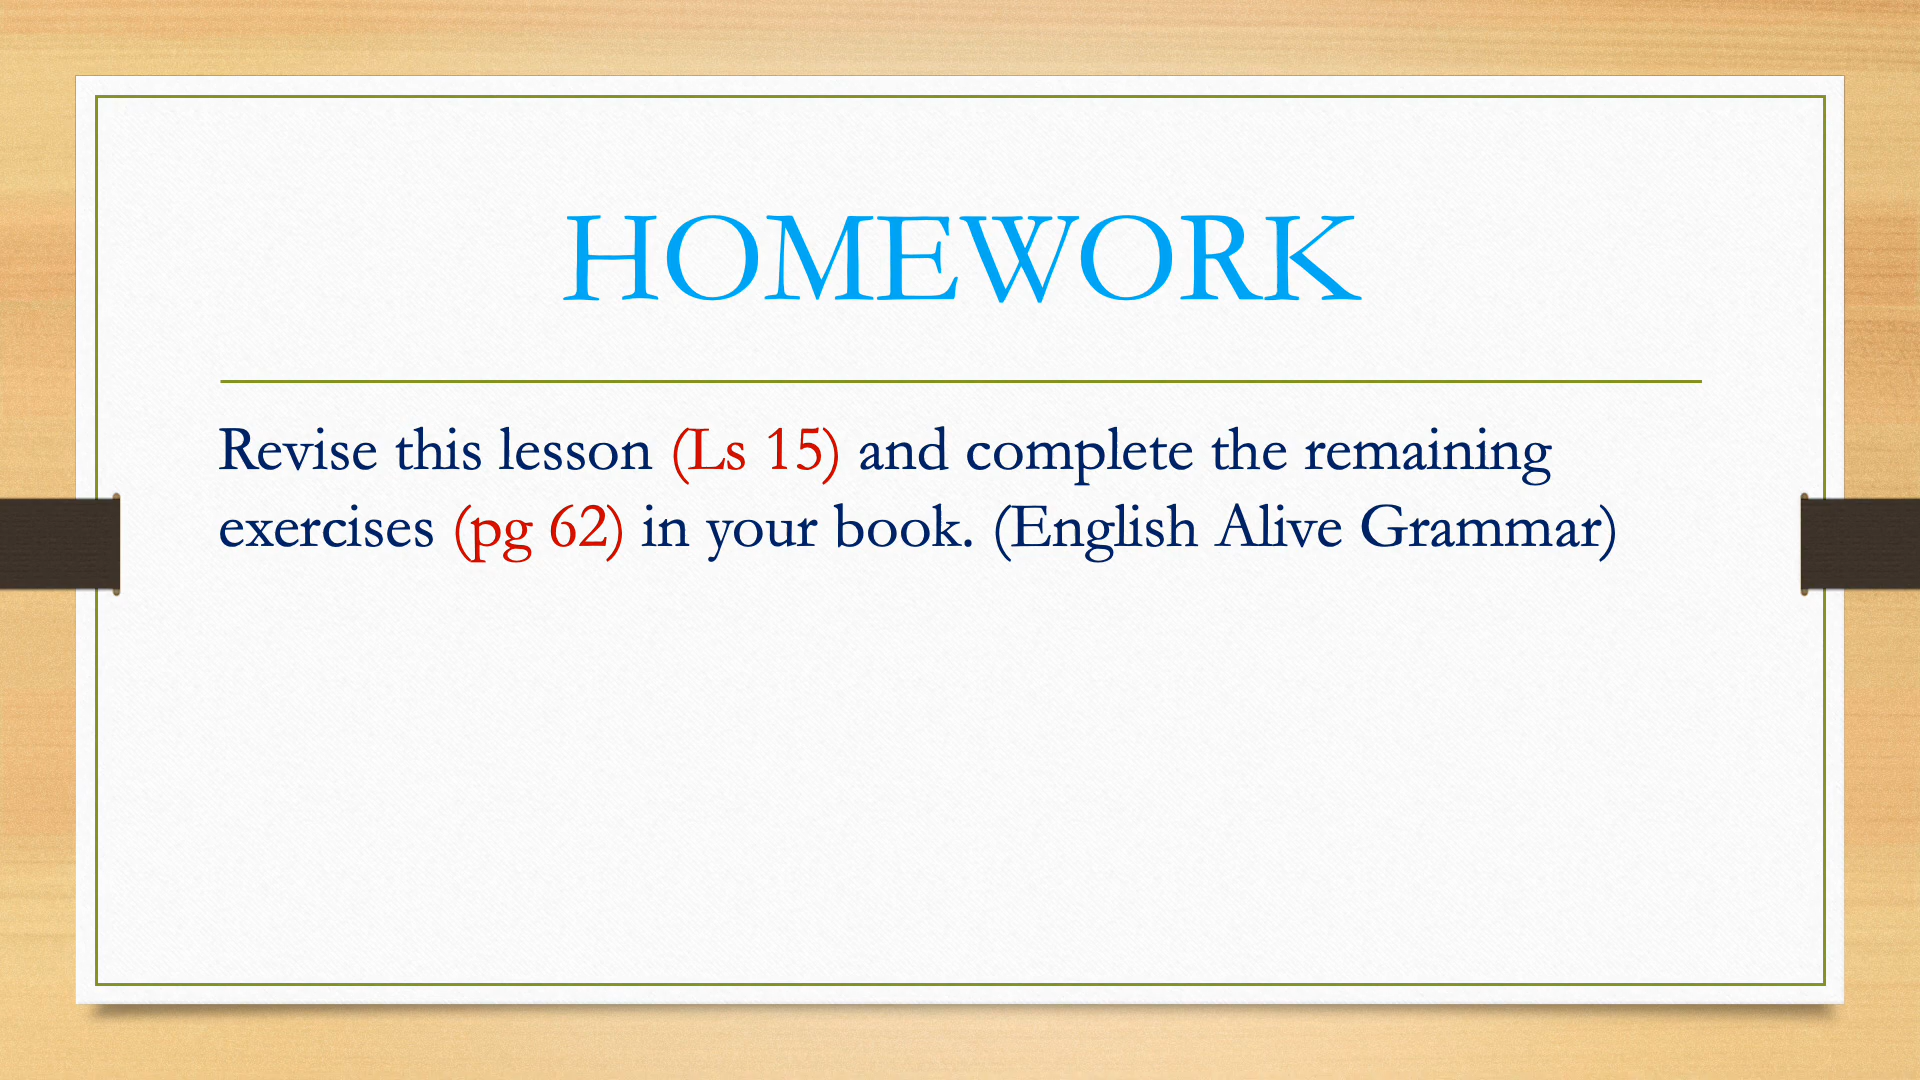 HOMEWORK
Revise this lesson (Ls 15) and complete the remaining
exercises (pg 62) in your book. (English Alive Grammar)